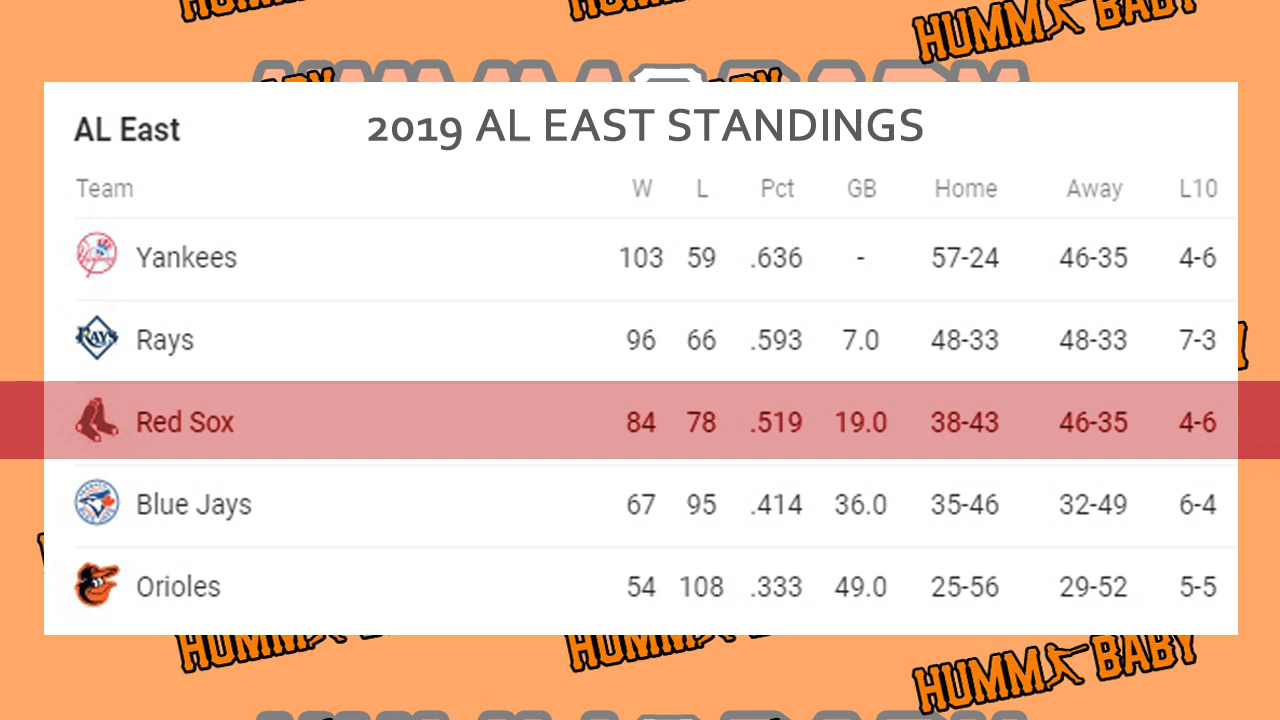 HUMM BABY
AL East
2019 AL EAST STANDINGS
Team W L Pct GB Home Away L10
Yankees 103 59 .636 - 57-24 46-35 4-6
RAYS Rays 96 66 .593 7.0 48-33 48-33 7-3
Red Sox 84 78 .519 19.0 38-43 46-35 4-6
Blue Jays 67 95 .414 36.0 35-46 32-49 6-4
Orioles 54 108 .333 49.0 25-56 29-52 5-5
HUMM BABY